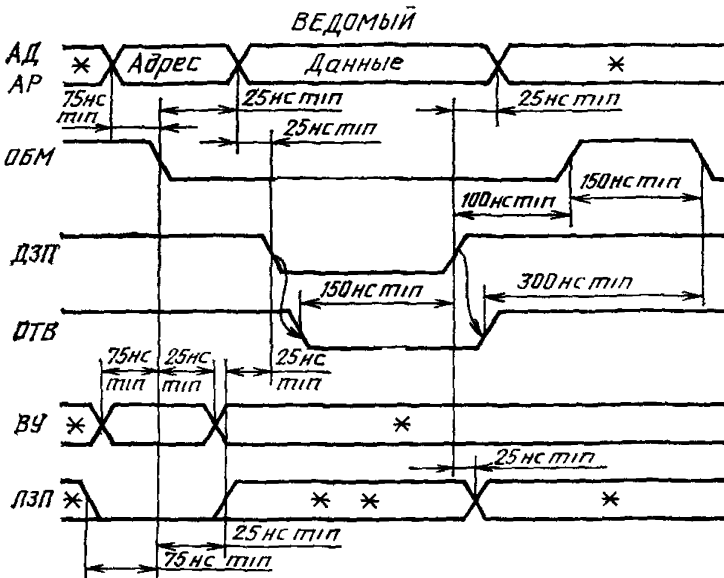 ВЕДОМЫЙ
АД
АР
* Адрес Данные *
75нс
min
25нс min
25нс min
25нс min
ОБМ
100нс min
150нс min
ДЗП
150нс min
300нс min
ОТВ
75нс
min
25нс
min
25нс
min
ВУ
* *
25нс min
ПЗП
* * * *
25нс min
75нс min